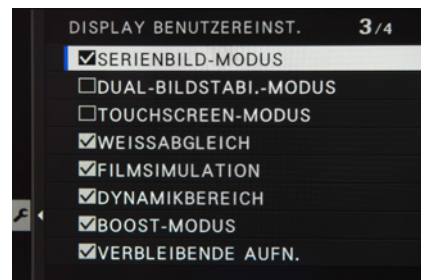 DISPLAY BENUTZEREINST. 3/4
SERIENBILD-MODUS
DUAL-BILDSTABI.-MODUS
TOUCHSCREEN-MODUS
WEISSABGLEICH
FILMSIMULATION
DYNAMIKBEREICH
BOOST-MODUS
VERBLEIBENDE AUFN.